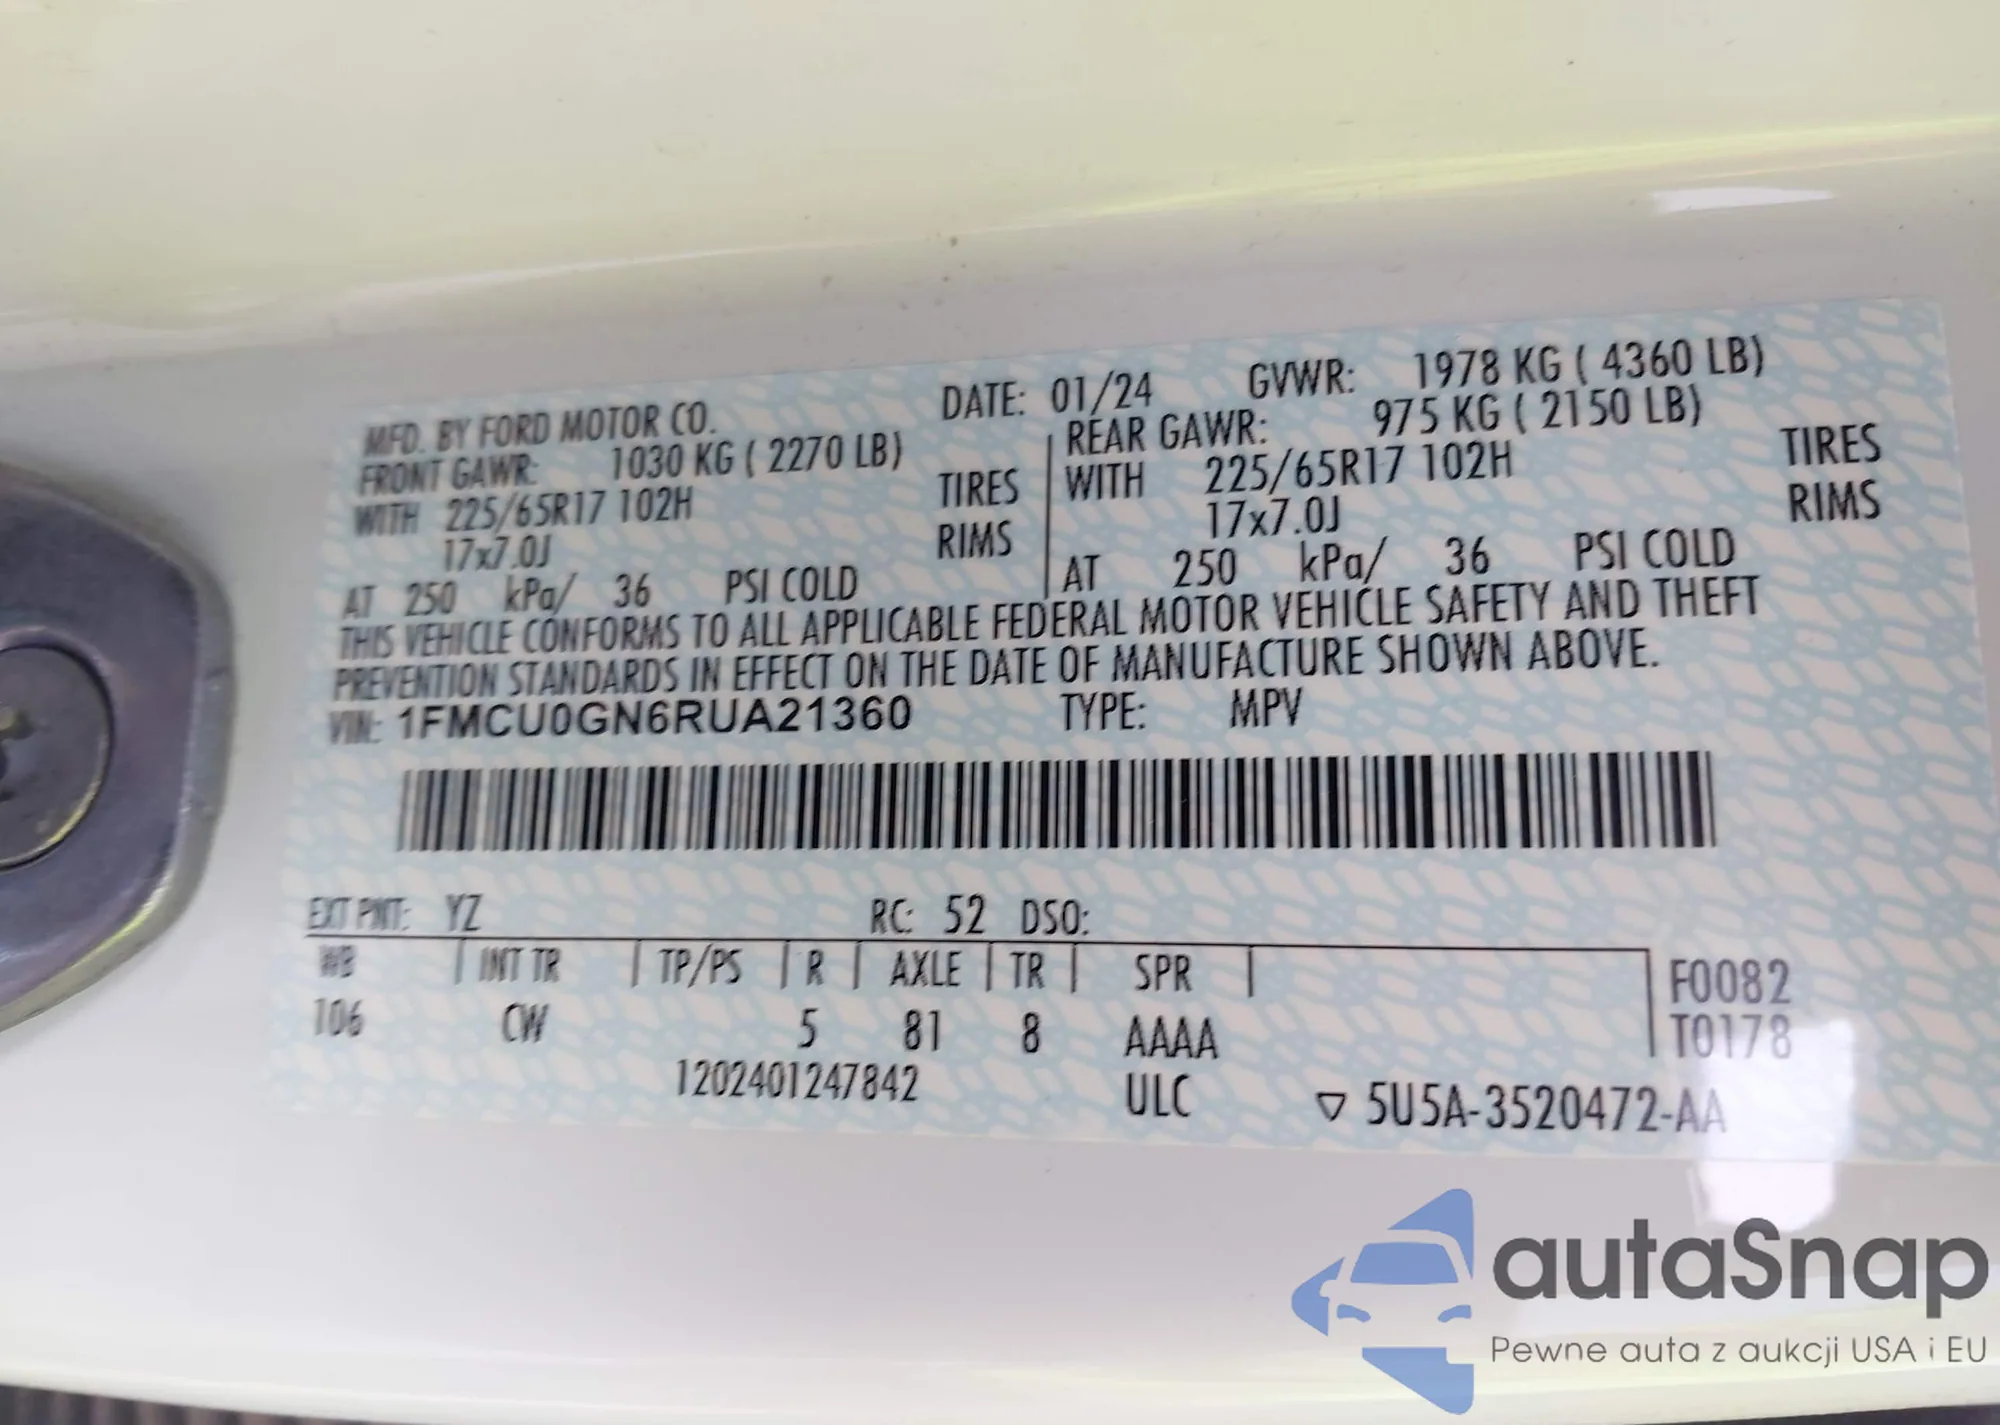 MFD. BY FORD MOTOR CO. DATE: 01/24 GVWR: 1978 KG ( 4360 LB)
FRONT GAWR: 1030 KG ( 2270 LB) REAR GAWR: 975 KG ( 2150 LB)
WITH 225/65R17 102H TIRES WITH 225/65R17 102H TIRES
17x7.0J RIMS 17x7.0J RIMS
AT 250 kPa/ 36 PSI COLD AT 250 kPa/ 36 PSI COLD
THIS VEHICLE CONFORMS TO ALL APPLICABLE FEDERAL MOTOR VEHICLE SAFETY AND THEFT
PREVENTION STANDARDS IN EFFECT ON THE DATE OF MANUFACTURE SHOWN ABOVE.
VIN: 1FMCU0GN6RUA21360 TYPE: MPV
EXT PNT: YZ RC: 52 DSO:
WB INT TR TP/PS R AXLE TR SPR F0082
106 CW 5 81 8 AAAA T0178
1202401247842 ULC ▽ 5U5A-3520472-AA
autaSnap
Pewne auta z aukcji USA i EU